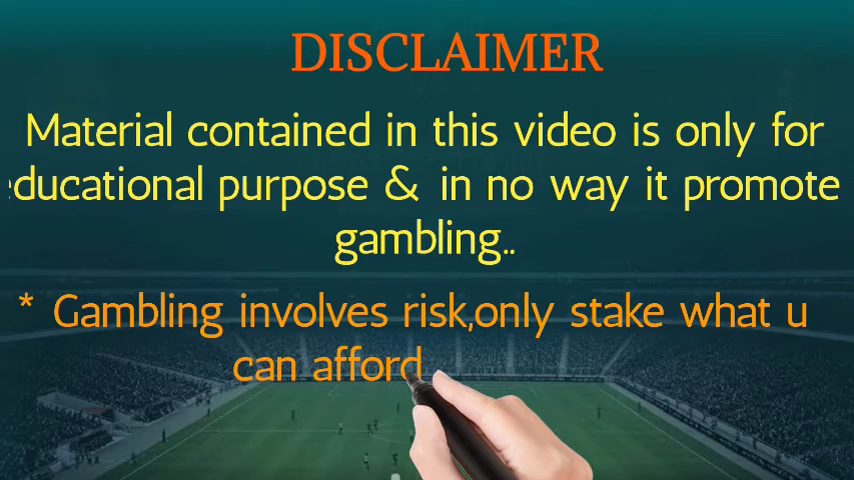 DISCLAIMER
Material contained in this video is only for
educational purpose & in no way it promote
gambling..
* Gambling involves risk,only stake what u
can afford